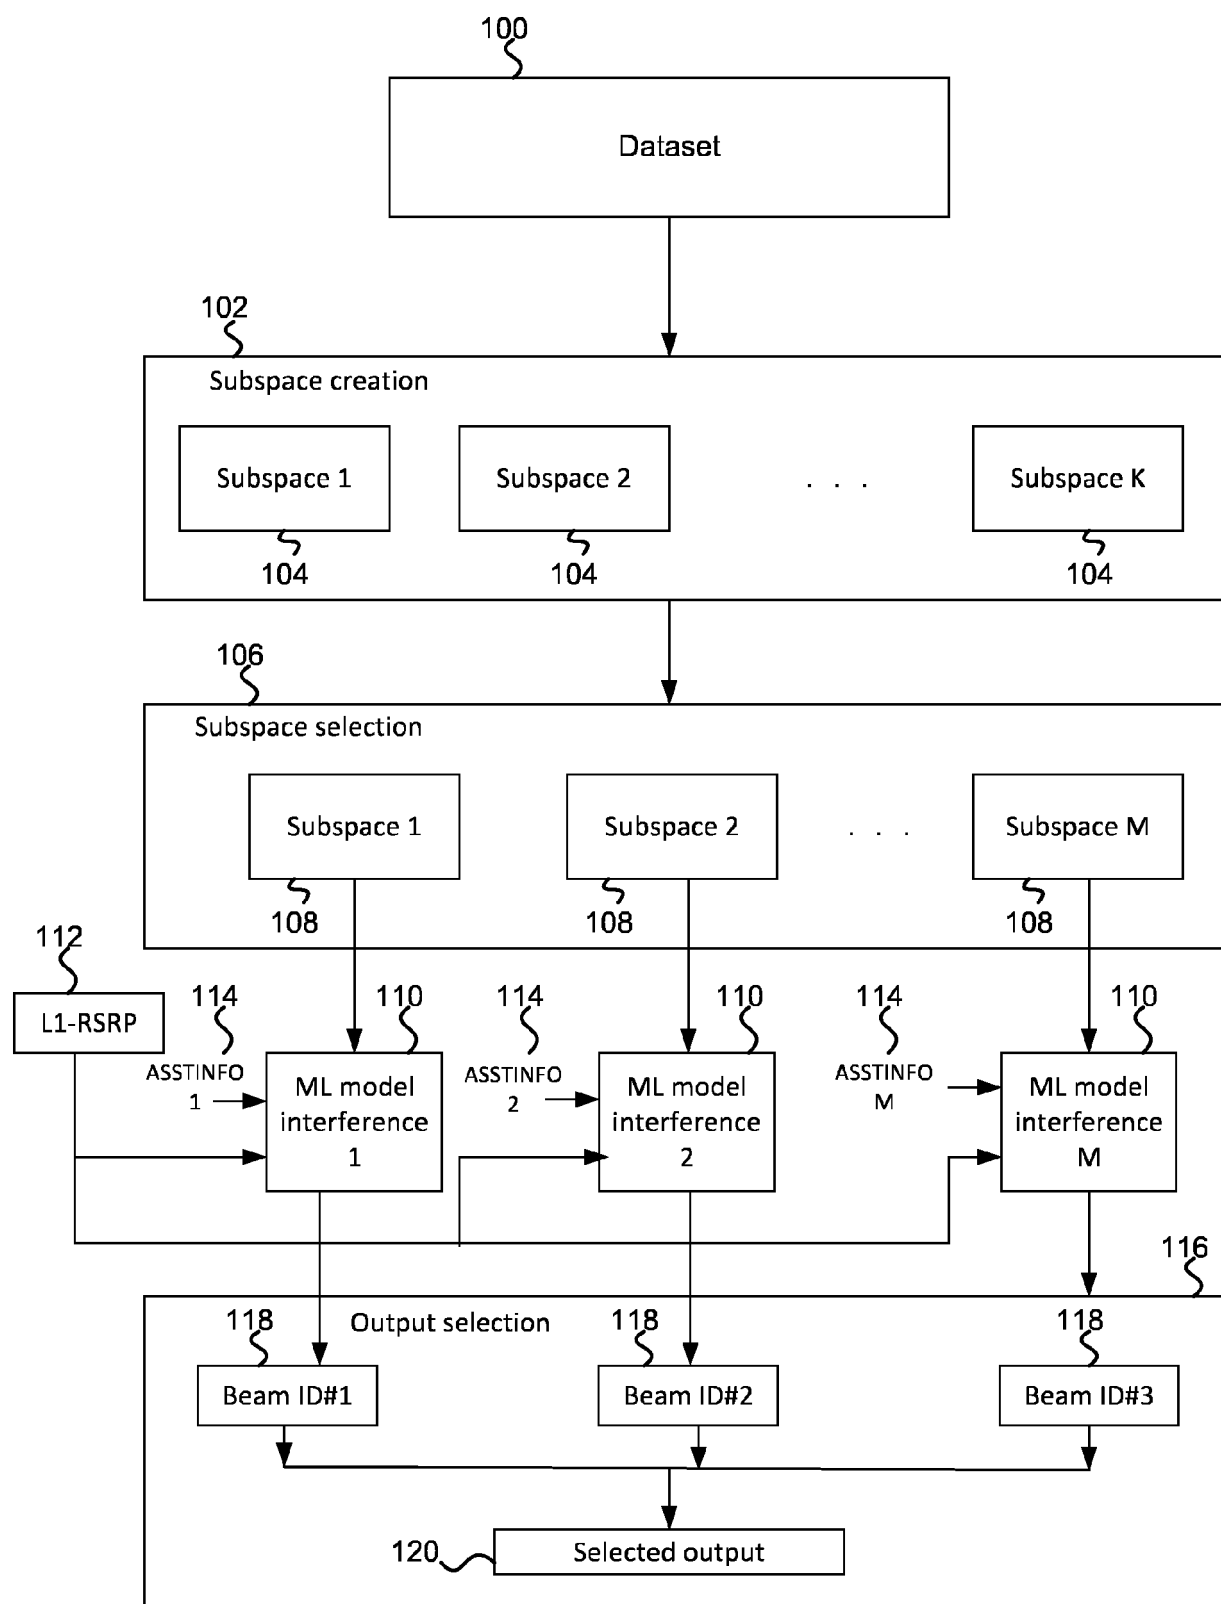 100
Dataset
102
Subspace creation
Subspace 1
Subspace 2
. . .
Subspace K
104
104
104
106
Subspace selection
Subspace 1
Subspace 2
. . .
Subspace M
108
108
108
112
L1-RSRP
114
110
114
110
114
110
ASSTINFO
1
ML model
interference
1
ASSTINFO
2
ML model
interference
2
ASSTINFO
M
ML model
interference
M
116
Output selection
118
118
118
Beam ID#1
Beam ID#2
Beam ID#3
120
Selected output